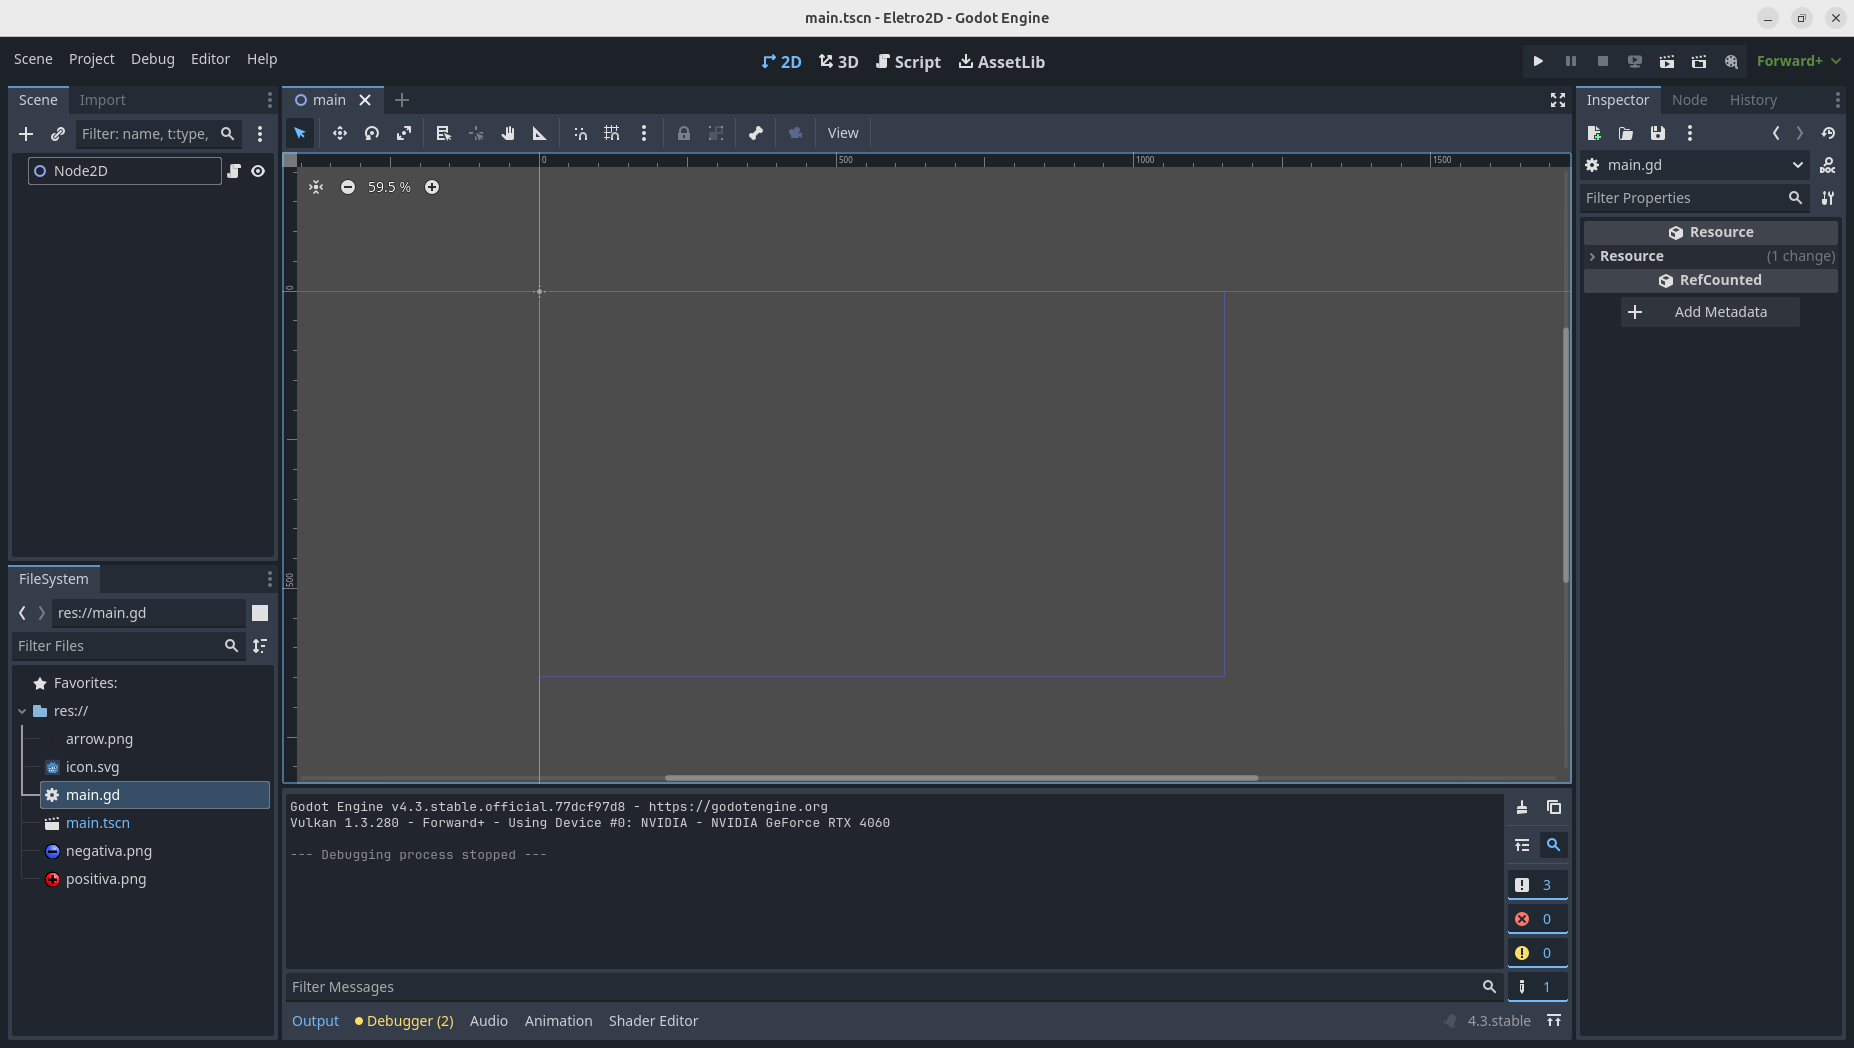 main.tscn - Eletro2D - Godot Engine
Scene Project Debug Editor Help
2D 3D Script AssetLib
Forward+
Scene Import
main
Inspector Node History
Filter: name, t:type,
View
Node2D
0 500 1000 1500
59.5 %
0
500
main.gd
DOC
Filter Properties
Resource
Resource (1 change)
RefCounted
Add Metadata
FileSystem
res://main.gd
Filter Files
Favorites:
res://
arrow.png
icon.svg
main.gd
main.tscn
negativa.png
positiva.png
Godot Engine v4.3.stable.official.77dcf97d8 - https://godotengine.org
Vulkan 1.3.280 - Forward+ - Using Device #0: NVIDIA - NVIDIA GeForce RTX 4060
--- Debugging process stopped ---
3
0
0
1
Filter Messages
Output Debugger (2) Audio Animation Shader Editor
4.3.stable